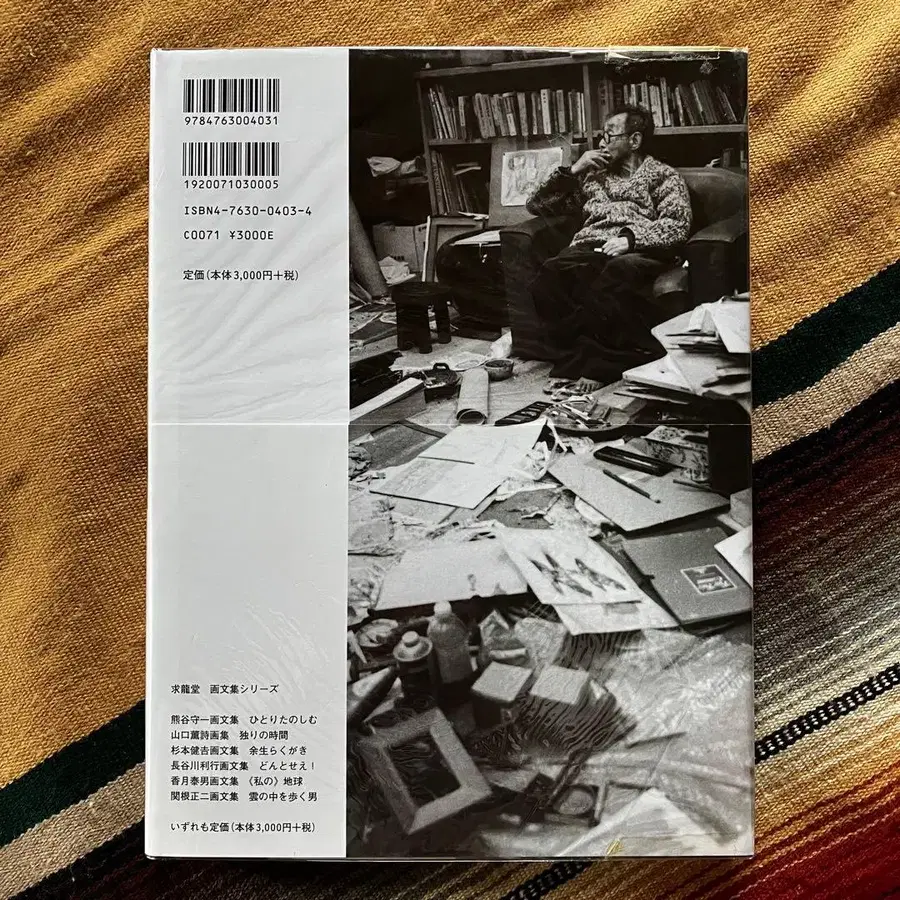 9784763004031
1920071030005
ISBN4-7630-0403-4
C0071 ¥3000E
定価(本体3,000円+税)
求龍堂 画文集シリーズ
熊谷守一画文集 ひとりたのしむ
山口薫詩画集 独りの時間
杉本健吉画文集 余生らくがき
長谷川利行画文集 どんとせえ!
香月泰男画文集 《私の》地球
関根正二画文集 雲の中を歩く男
いずれも定価(本体3,000円+税)